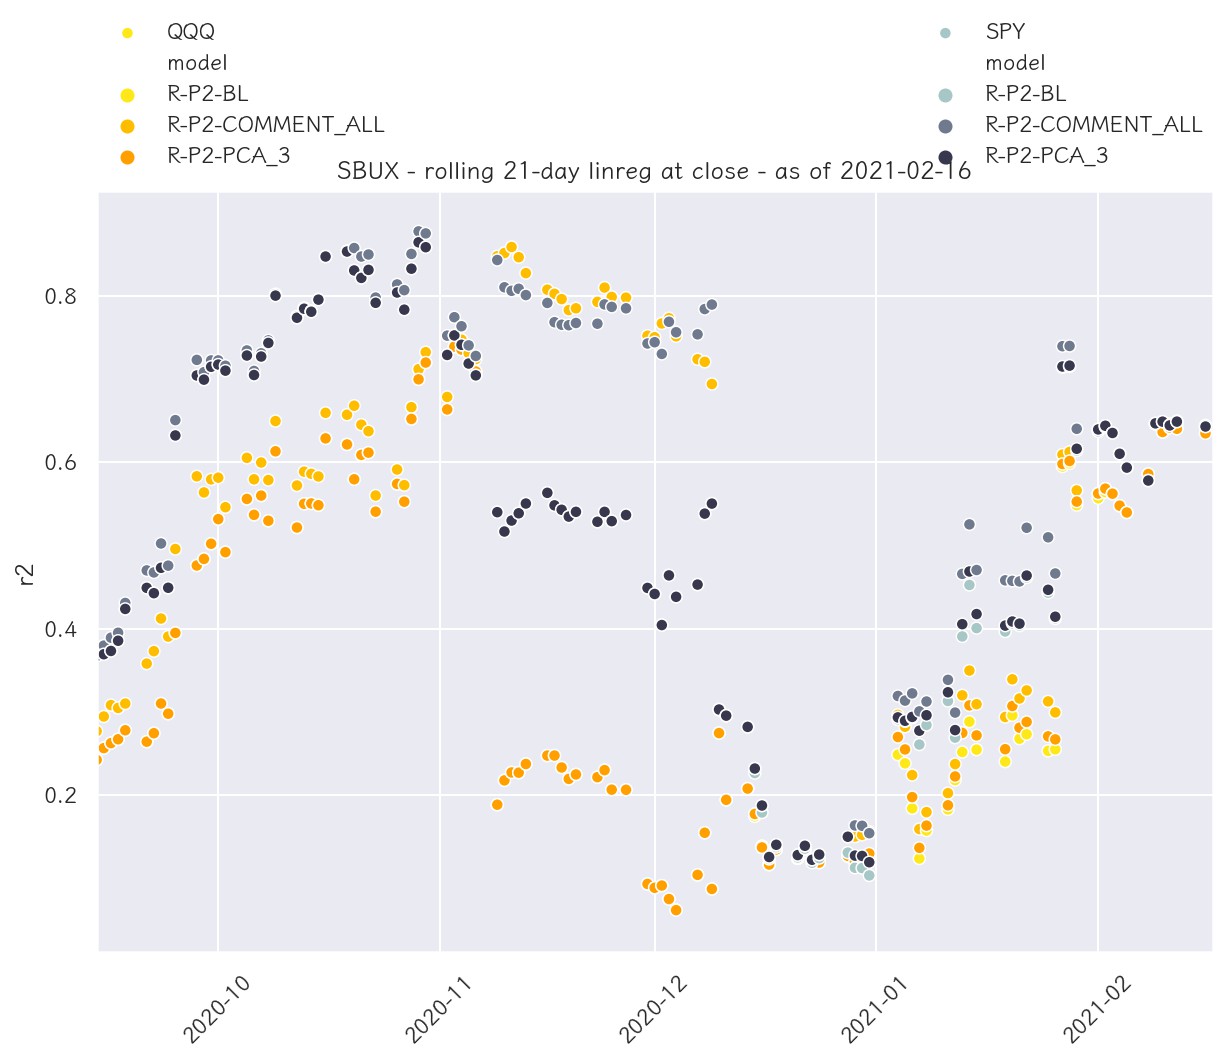 QQQ
model
R-P2-BL
R-P2-COMMENT_ALL
R-P2-PCA_3
SPY
model
R-P2-BL
R-P2-COMMENT_ALL
R-P2-PCA_3
SBUX - rolling 21-day linreg at close - as of 2021-02-16
0.8
0.6
0.4
0.2
r2
2020-10
2020-11
2020-12
2021-01
2021-02